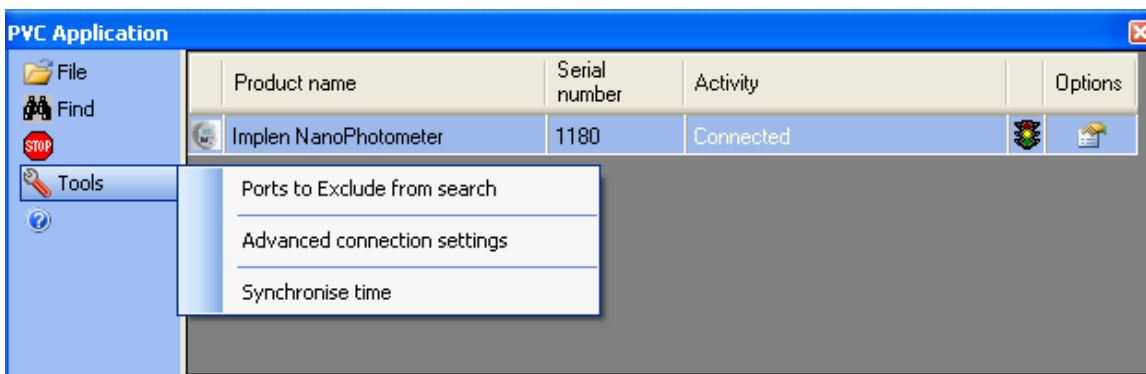 PVC Application
File
Find
STOP
Tools
Product name
Serial
number
Activity
Options
Implen NanoPhotometer
1180
Connected
Ports to Exclude from search
Advanced connection settings
Synchronise time